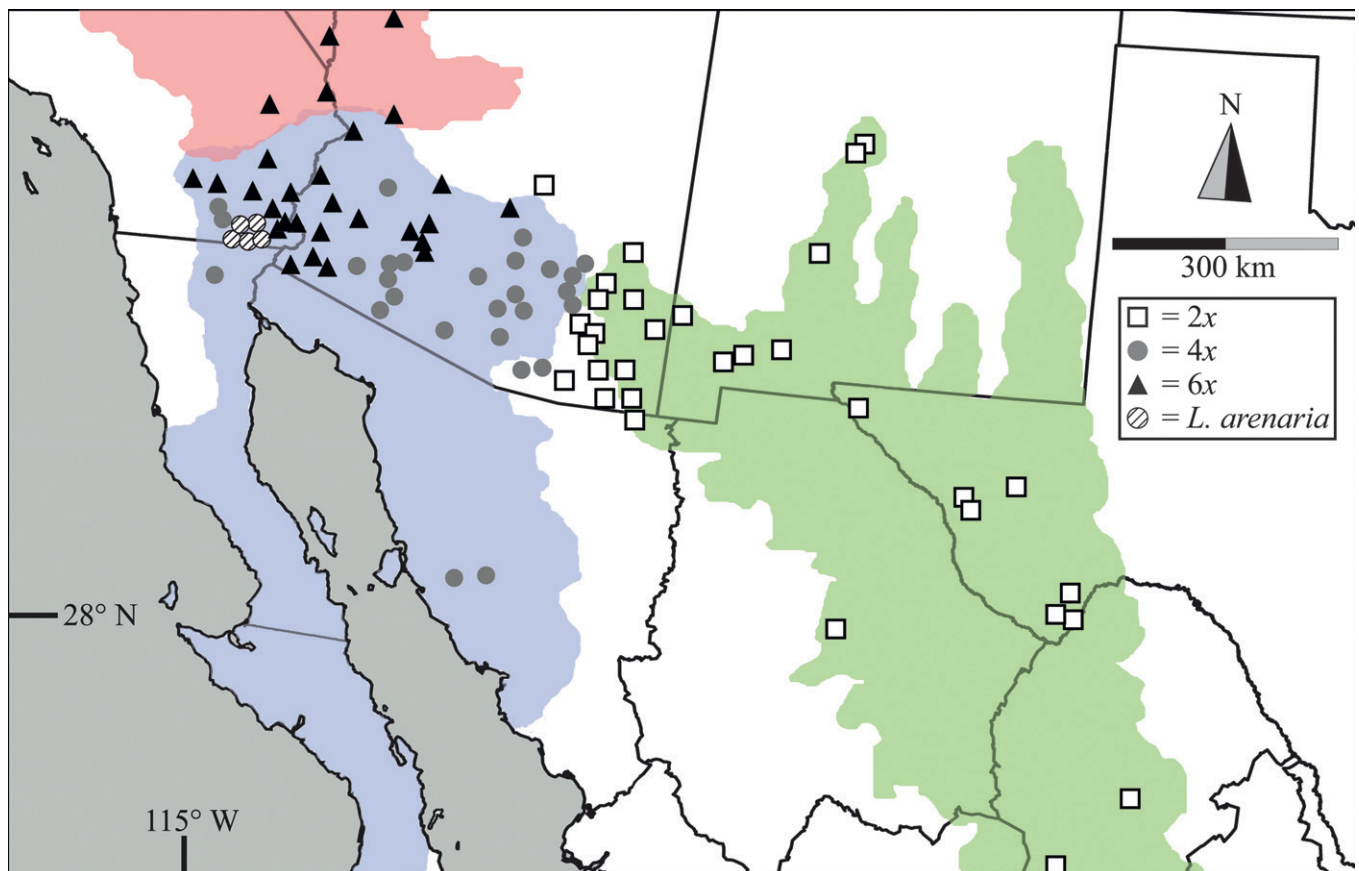 N
300 km
= 2x
= 4x
= 6x
= L. arenaria
28° N
115° W